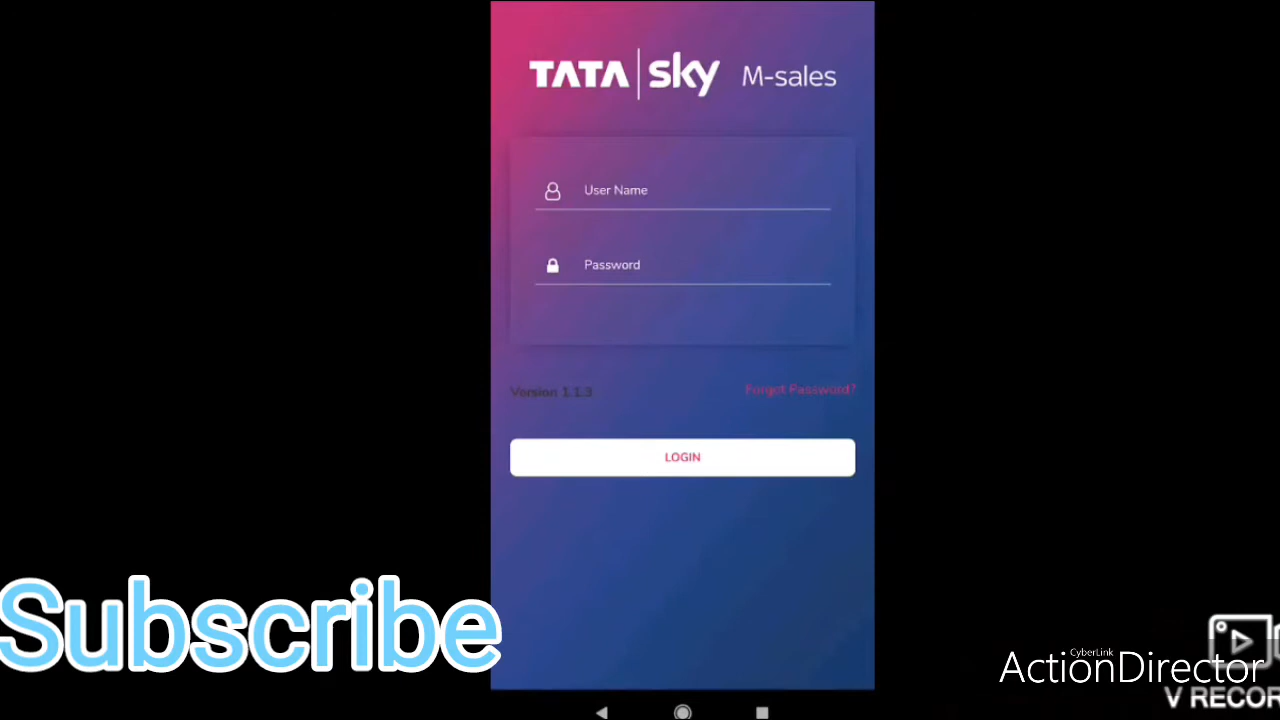 TATA sky M-sales
User Name
Password
Version 1.1.3
Forgot Password?
LOGIN
Subscribe
CyberLink
ActionDirector
V RECOR